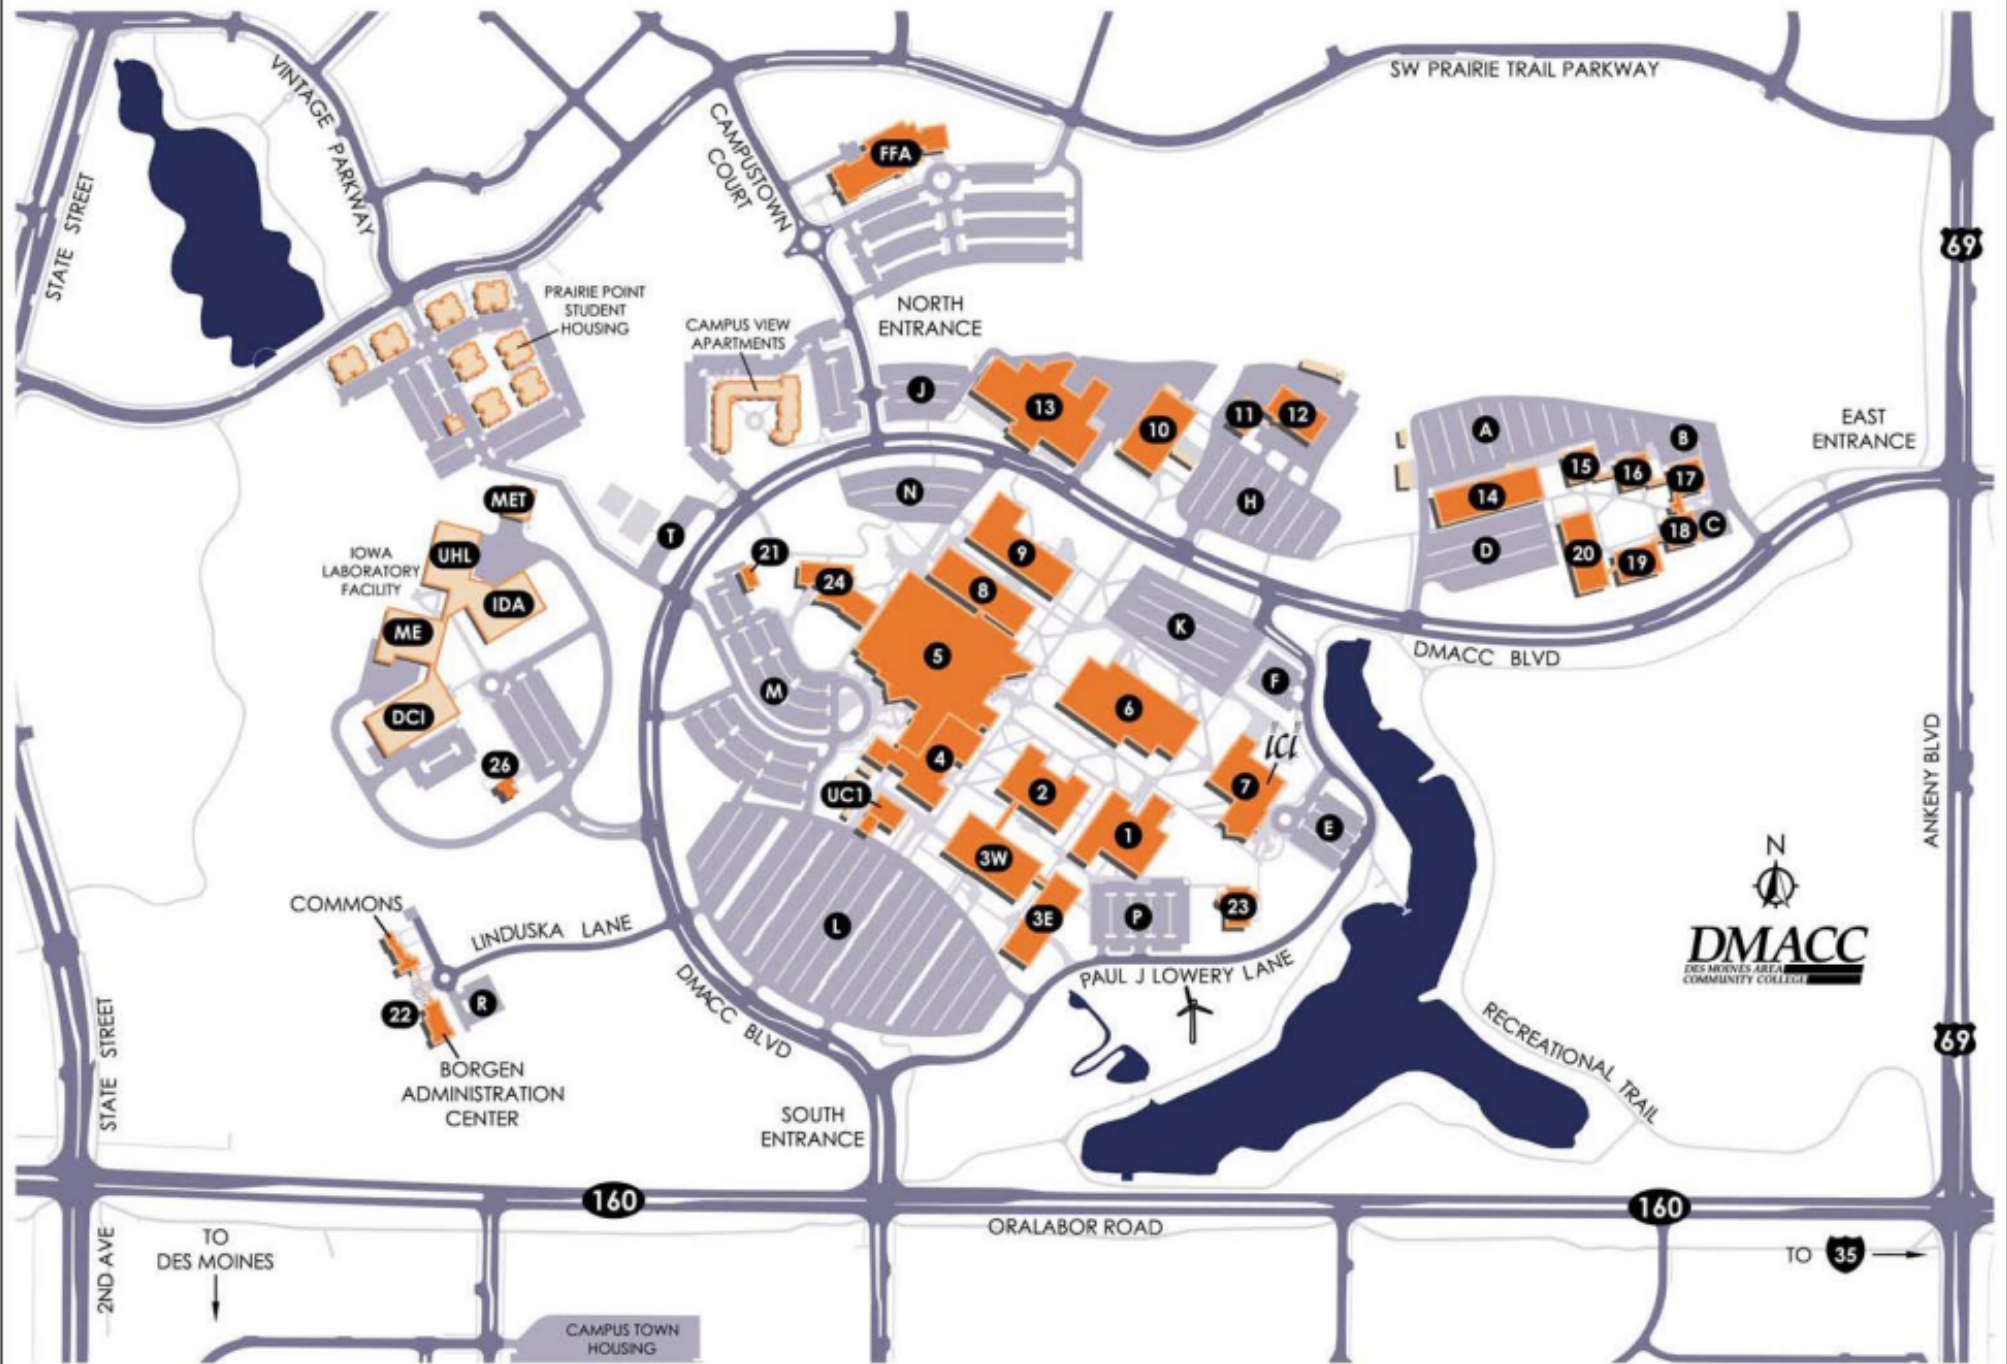 SW PRAIRIE TRAIL PARKWAY
VINTAGE PARKWAY
STATE STREET
CAMPUSTOWN
COURT
FFA
69
PRAIRIE POINT
STUDENT
HOUSING
NORTH
ENTRANCE
CAMPUS VIEW
APARTMENTS
J
13
10
11
12
A
B
EAST
ENTRANCE
15
16
17
14
18
C
D
20
19
N
H
MET
T
UHL
IOWA
LABORATORY
FACILITY
IDA
ME
DCI
26
21
24
9
8
5
K
F
M
6
DMACC BLVD
4
UC1
2
7
ici
1
E
3W
3E
P
23
L
ANKENY BLVD
N
DMACC
DES MOINES AREA
COMMUNITY COLLEGE
COMMONS
LINDUSKA LANE
R
22
BORGEN
ADMINISTRATION
CENTER
DMACC BLVD
PAUL J LOWERY LANE
RECREATIONAL TRAIL
69
STATE STREET
SOUTH
ENTRANCE
160
160
ORALABOR ROAD
2ND AVE
TO
DES MOINES
TO 35
CAMPUS TOWN
HOUSING